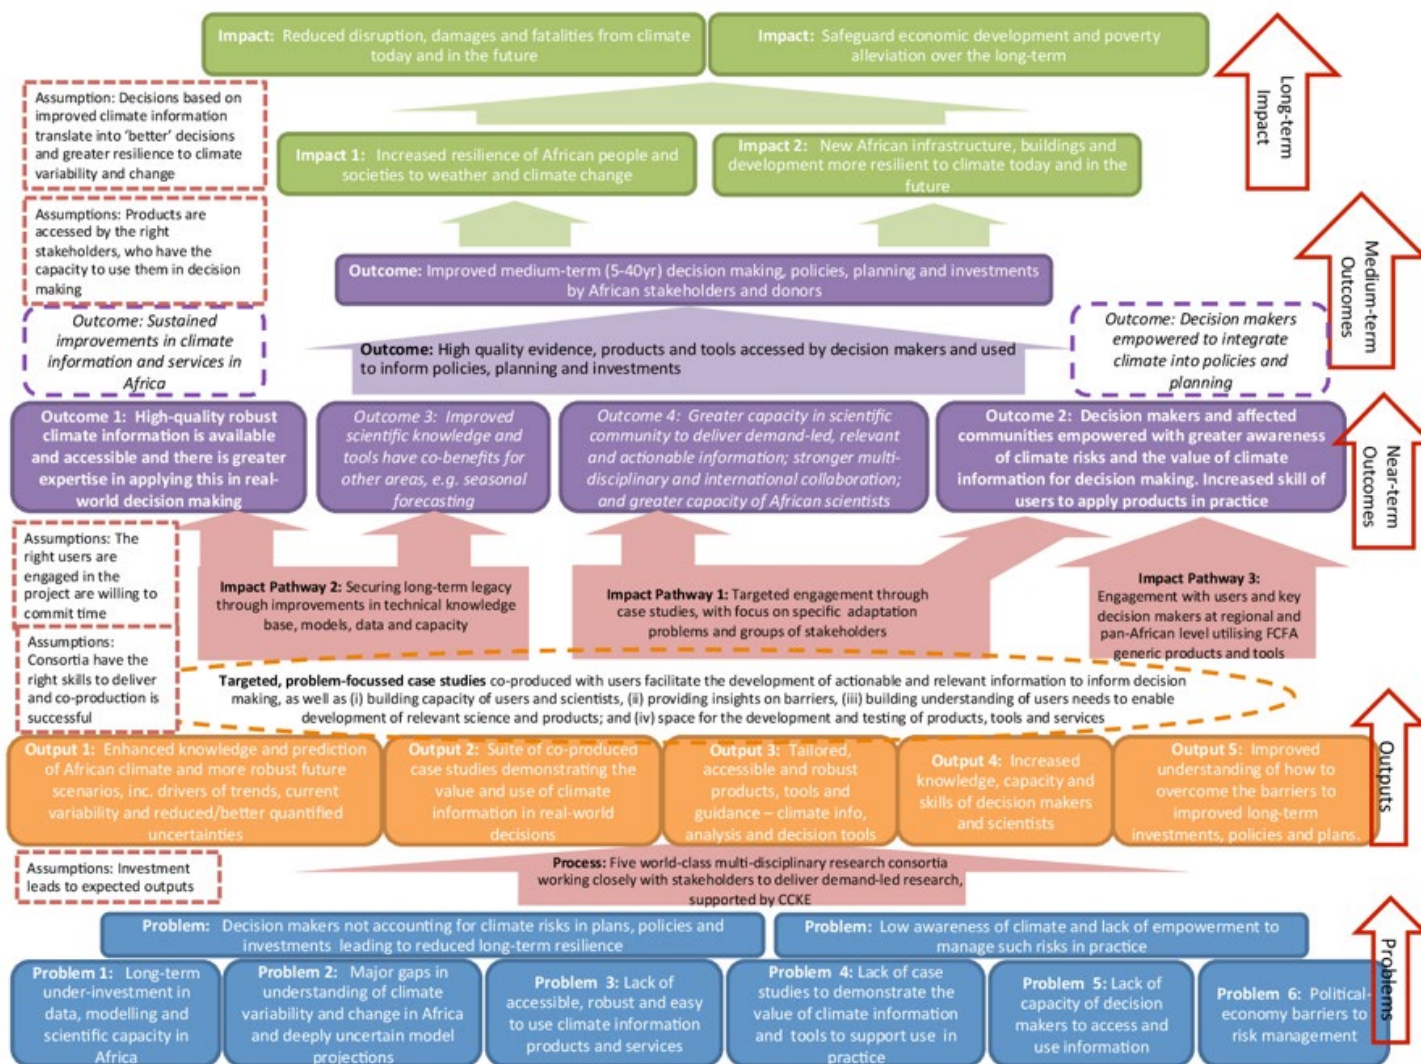 Impact: Reduced disruption, damages and fatalities from climate
today and in the future
Impact: Safeguard economic development and poverty
alleviation over the long-term
Long-term
Impact
Assumption: Decisions based on
improved climate information
translate into ‘better’ decisions
and greater resilience to climate
variability and change
Impact 1: Increased resilience of African people and
societies to weather and climate change
Impact 2: New African infrastructure, buildings and
development more resilient to climate today and in the
future
Assumptions: Products are
accessed by the right
stakeholders, who have the
capacity to use them in decision
making
Outcome: Improved medium-term (5-40yr) decision making, policies, planning and investments
by African stakeholders and donors
Medium-term
Outcomes
Outcome: Sustained
improvements in climate
information and services in
Africa
Outcome: High quality evidence, products and tools accessed by decision makers and used
to inform policies, planning and investments
Outcome: Decision makers
empowered to integrate
climate into policies and
planning
Outcome 1: High-quality robust
climate information is available
and accessible and there is greater
expertise in applying this in real-
world decision making
Outcome 3: Improved
scientific knowledge and
tools have co-benefits for
other areas, e.g. seasonal
forecasting
Outcome 4: Greater capacity in scientific
community to deliver demand-led, relevant
and actionable information; stronger multi-
disciplinary and international collaboration;
and greater capacity of African scientists
Outcome 2: Decision makers and affected
communities empowered with greater awareness
of climate risks and the value of climate
information for decision making. Increased skill of
users to apply products in practice
Near-term
Outcomes
Assumptions: The
right users are
engaged in the
project are willing to
commit time
Impact Pathway 2: Securing long-term legacy
through improvements in technical knowledge
base, models, data and capacity
Impact Pathway 1: Targeted engagement through
case studies, with focus on specific adaptation
problems and groups of stakeholders
Impact Pathway 3:
Engagement with users and key
decision makers at regional and
pan-African level utilising FCFA
generic products and tools
Assumptions:
Consortia have the
right skills to deliver
and co-production is
successful
Targeted, problem-focussed case studies co-produced with users facilitate the development of actionable and relevant information to inform decision
making, as well as (i) building capacity of users and scientists, (ii) providing insights on barriers, (iii) building understanding of users needs to enable
development of relevant science and products; and (iv) space for the development and testing of products, tools and services
Output 1: Enhanced knowledge and prediction
of African climate and more robust future
scenarios, inc. drivers of trends, current
variability and reduced/better quantified
uncertainties
Output 2: Suite of co-produced
case studies demonstrating the
value and use of climate
information in real-world
decisions
Output 3: Tailored,
accessible and robust
products, tools and
guidance – climate info,
analysis and decision tools
Output 4: Increased
knowledge, capacity and
skills of decision makers
and scientists
Output 5: Improved
understanding of how to
overcome the barriers to
improved long-term
investments, policies and plans.
Outputs
Assumptions: Investment
leads to expected outputs
Process: Five world-class multi-disciplinary research consortia
working closely with stakeholders to deliver demand-led research,
supported by CCKE
Problem: Decision makers not accounting for climate risks in plans, policies and
investments leading to reduced long-term resilience
Problem: Low awareness of climate and lack of empowerment to
manage such risks in practice
Problems
Problem 1: Long-term
under-investment in
data, modelling and
scientific capacity in
Africa
Problem 2: Major gaps in
understanding of climate
variability and change in Africa
and deeply uncertain model
projections
Problem 3: Lack of
accessible, robust and easy
to use climate information
products and services
Problem 4: Lack of case
studies to demonstrate the
value of climate information
and tools to support use in
practice
Problem 5: Lack of
capacity of decision
makers to access and
use information
Problem 6: Political-
economy barriers to
risk management